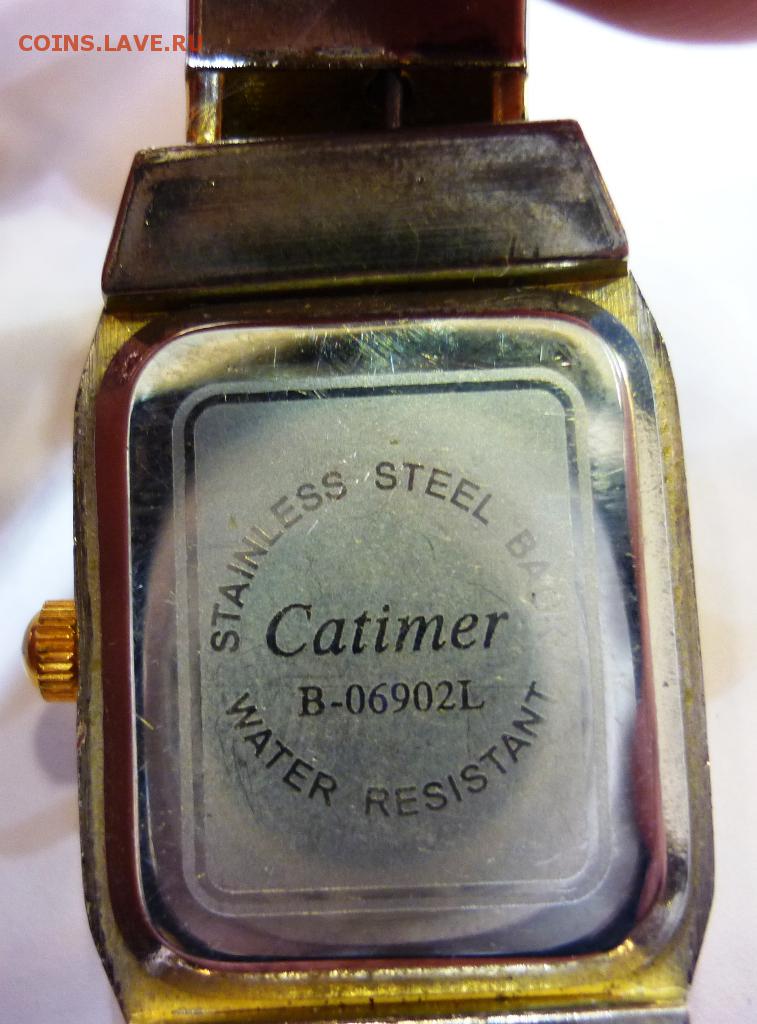 COINS.LAVE.RU
STAINLESS STEEL BACK
Catimer
B-06902L
WATER RESISTANT